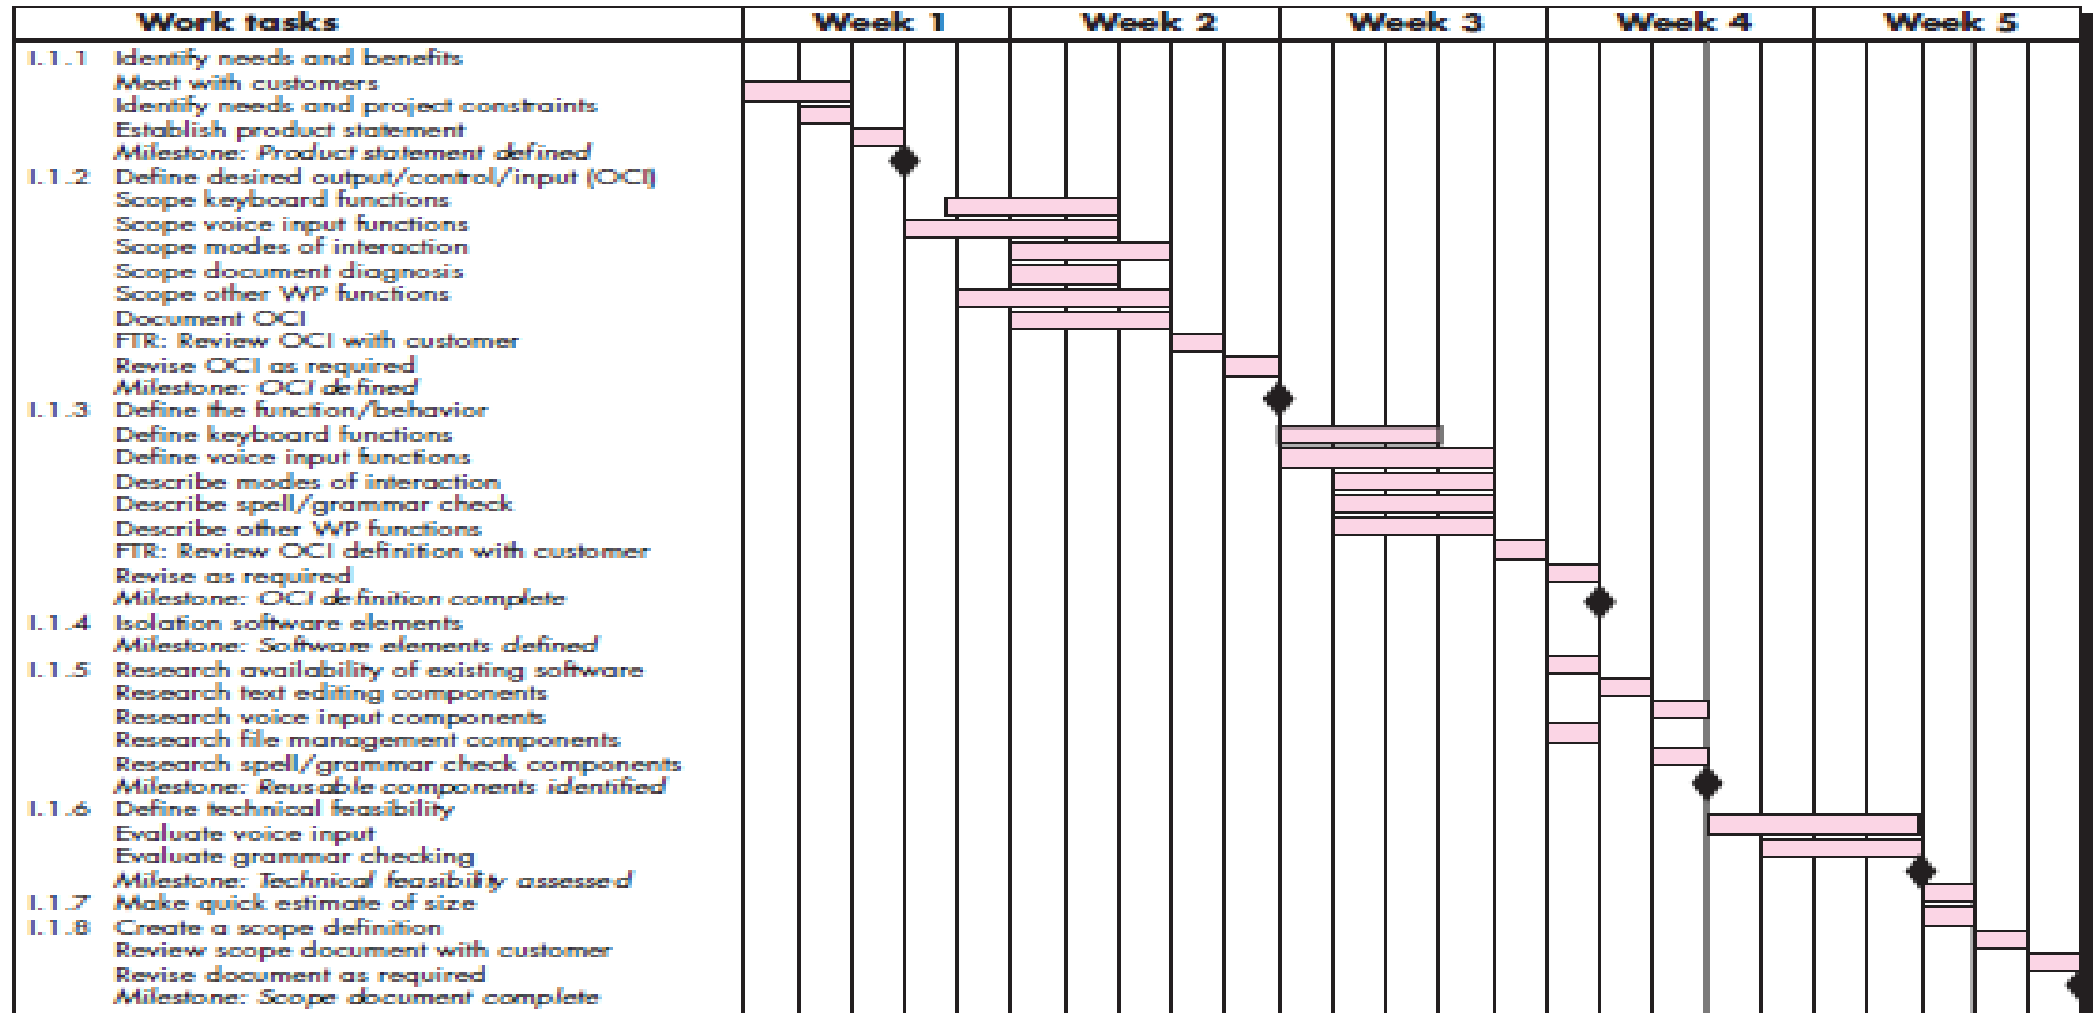 Work tasks Week 1 Week 2 Week 3 Week 4 Week 5
I.1.1 Identify needs and benefits
Meet with customers
Identify needs and project constraints
Establish product statement
Milestone: Product statement defined
I.1.2 Define desired output/control/input (OCI)
Scope keyboard functions
Scope voice input functions
Scope modes of interaction
Scope document diagnosis
Scope other WP functions
Document OCI
FTR: Review OCI with customer
Revise OCI as required
Milestone: OCI defined
I.1.3 Define the function/behavior
Define keyboard functions
Define voice input functions
Describe modes of interaction
Describe spell/grammar check
Describe other WP functions
FTR: Review OCI definition with customer
Revise as required
Milestone: OCI definition complete
I.1.4 Isolation software elements
Milestone: Software elements defined
I.1.5 Research availability of existing software
Research text editing components
Research voice input components
Research file management components
Research spell/grammar check components
Milestone: Reusable components identified
I.1.6 Define technical feasibility
Evaluate voice input
Evaluate grammar checking
Milestone: Technical feasibility assessed
I.1.7 Make quick estimate of size
I.1.8 Create a scope definition
Review scope document with customer
Revise document as required
Milestone: Scope document complete